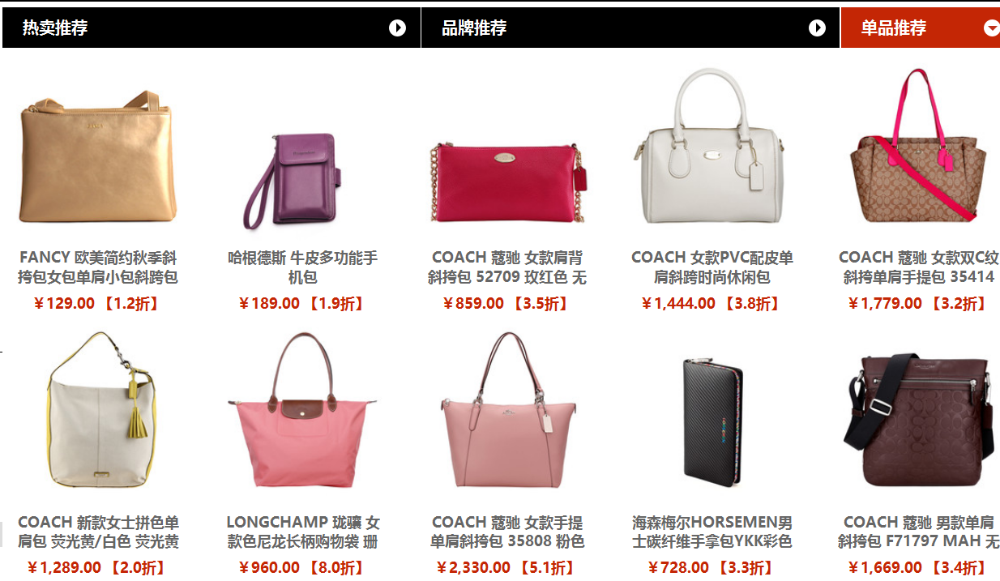 热卖推荐
品牌推荐
单品推荐
FANCY 欧美简约秋季斜
挎包女包单肩小包斜跨包
¥129.00 【1.2折】
哈根德斯 牛皮多功能手
机包
¥189.00 【1.9折】
COACH 蔻驰 女款肩背
斜挎包 52709 玫红色 无
¥859.00 【3.5折】
COACH 女款PVC配皮单
肩斜跨时尚休闲包
¥1,444.00 【3.8折】
COACH 蔻驰 女款双C纹
斜挎单肩手提包 35414
¥1,779.00 【3.2折】
COACH 新款女士拼色单
肩包 荧光黄/白色 荧光黄
¥1,289.00 【2.0折】
LONGCHAMP 珑骧 女
款色尼龙长柄购物袋 珊
¥960.00 【8.0折】
COACH 蔻驰 女款手提
单肩斜挎包 35808 粉色
¥2,330.00 【5.1折】
海森梅尔HORSEMEN男
士碳纤维手拿包YKK彩色
¥728.00 【3.3折】
COACH 蔻驰 男款单肩
斜挎包 F71797 MAH 无
¥1,669.00 【3.4折】